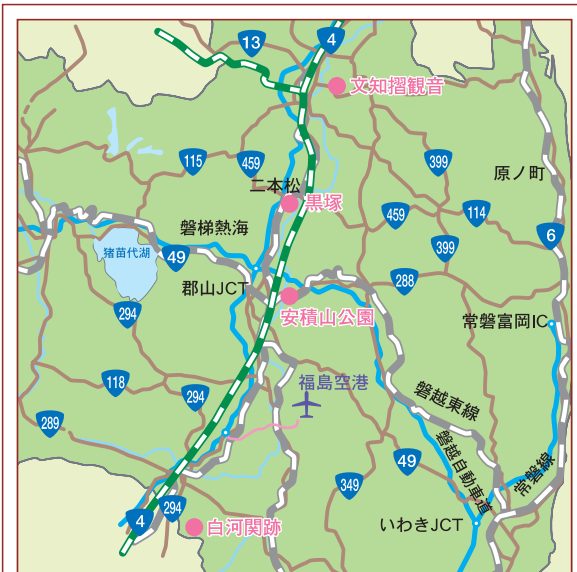 13
4
文知摺観音
115
459
399
原ノ町
二本松
黒塚
459
114
磐梯熱海
6
399
猪苗代湖
49
郡山JCT
288
安積山公園
294
常磐富岡IC
福島空港
118
294
磐越東線
289
磐越自動車道
49
349
常磐線
294
4
白河関跡
いわきJCT